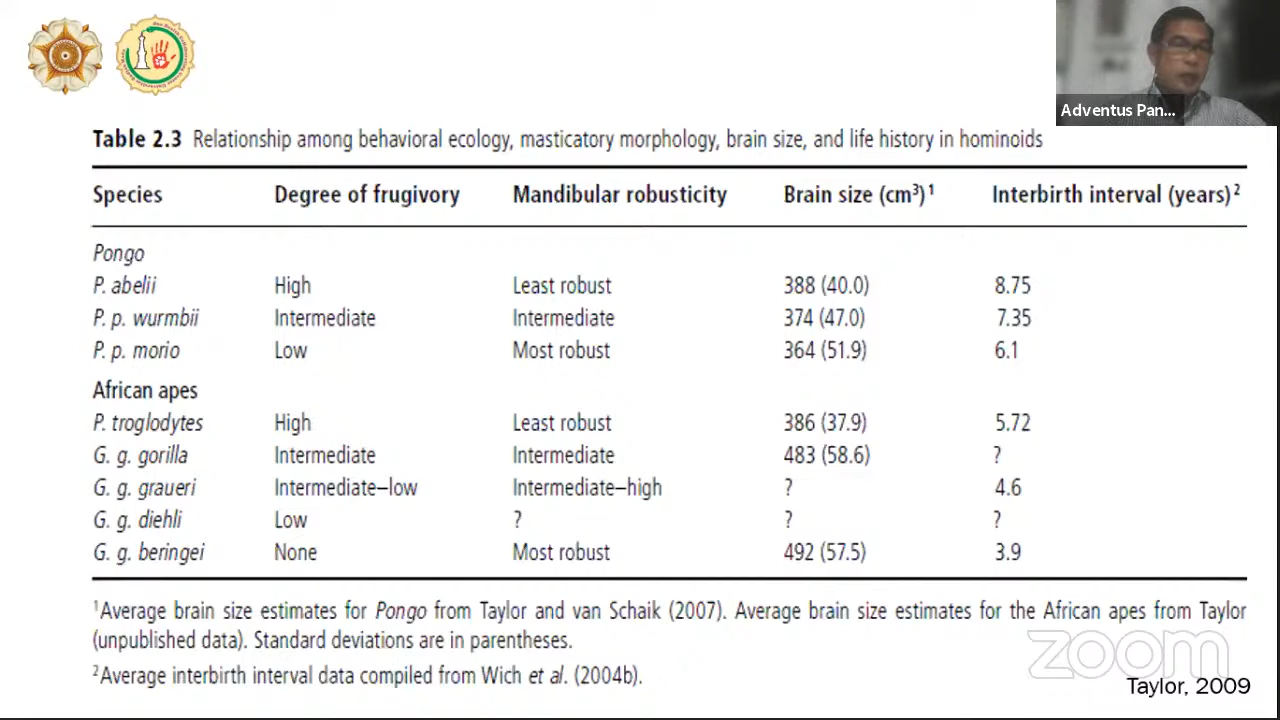 Adventus Pan...
Table 2.3 Relationship among behavioral ecology, masticatory morphology, brain size, and life history in hominoids
Species Degree of frugivory Mandibular robusticity Brain size (cm³)¹ Interbirth interval (years)²
Pongo
P. abelii High Least robust 388 (40.0) 8.75
P. p. wurmbii Intermediate Intermediate 374 (47.0) 7.35
P. p. morio Low Most robust 364 (51.9) 6.1
African apes
P. troglodytes High Least robust 386 (37.9) 5.72
G. g. gorilla Intermediate Intermediate 483 (58.6) ?
G. g. graueri Intermediate–low Intermediate–high ? 4.6
G. g. diehli Low ? ? ?
G. g. beringei None Most robust 492 (57.5) 3.9
¹Average brain size estimates for Pongo from Taylor and van Schaik (2007). Average brain size estimates for the African apes from Taylor
(unpublished data). Standard deviations are in parentheses.
²Average interbirth interval data compiled from Wich et al. (2004b).
zoom
Taylor, 2009